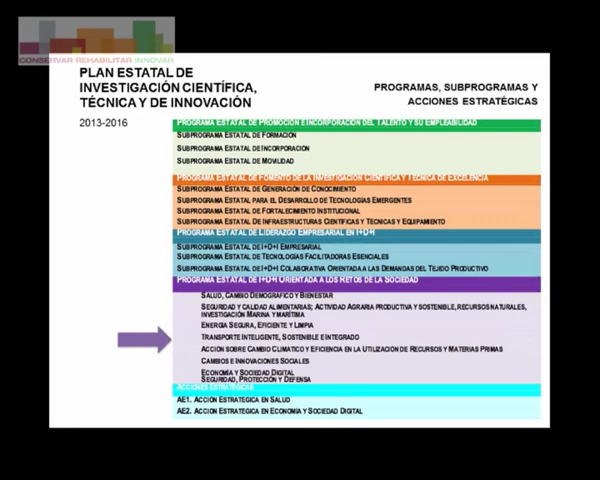 CONSERVAR REHABILITAR INNOVAR
PLAN ESTATAL DE
INVESTIGACIÓN CIENTÍFICA,
TÉCNICA Y DE INNOVACIÓN
2013-2016
PROGRAMAS, SUBPROGRAMAS Y
ACCIONES ESTRATÉGICAS
PROGRAMA ESTATAL DE PROMOCIÓN E INCORPORACIÓN DEL TALENTO Y SU EMPLEABILIDAD
SUBPROGRAMA ESTATAL DE FORMACIÓN
SUBPROGRAMA ESTATAL DE INCORPORACIÓN
SUBPROGRAMA ESTATAL DE MOVILIDAD
PROGRAMA ESTATAL DE FOMENTO DE LA INVESTIGACIÓN CIENTÍFICA Y TÉCNICA DE EXCELENCIA
SUBPROGRAMA ESTATAL DE GENERACIÓN DE CONOCIMIENTO
SUBPROGRAMA ESTATAL PARA EL DESARROLLO DE TECNOLOGÍAS EMERGENTES
SUBPROGRAMA ESTATAL DE FORTALECIMIENTO INSTITUCIONAL
SUBPROGRAMA ESTATAL DE INFRAESTRUCTURAS CIENTÍFICAS Y TÉCNICAS Y EQUIPAMIENTO
PROGRAMA ESTATAL DE LIDERAZGO EMPRESARIAL EN I+D+I
SUBPROGRAMA ESTATAL DE I+D+I EMPRESARIAL
SUBPROGRAMA ESTATAL DE TECNOLOGÍAS FACILITADORAS ESENCIALES
SUBPROGRAMA ESTATAL DE I+D+I COLABORATIVA ORIENTADA A LAS DEMANDAS DEL TEJIDO PRODUCTIVO
PROGRAMA ESTATAL DE I+D+I ORIENTADA A LOS RETOS DE LA SOCIEDAD
SALUD, CAMBIO DEMOGRÁFICO Y BIENESTAR
SEGURIDAD Y CALIDAD ALIMENTARIAS; ACTIVIDAD AGRARIA PRODUCTIVA Y SOSTENIBLE, RECURSOS NATURALES,
INVESTIGACIÓN MARINA Y MARÍTIMA
ENERGÍA SEGURA, EFICIENTE Y LIMPIA
TRANSPORTE INTELIGENTE, SOSTENIBLE E INTEGRADO
ACCIÓN SOBRE CAMBIO CLIMÁTICO Y EFICIENCIA EN LA UTILIZACIÓN DE RECURSOS Y MATERIAS PRIMAS
CAMBIOS E INNOVACIONES SOCIALES
ECONOMÍA Y SOCIEDAD DIGITAL
SEGURIDAD, PROTECCIÓN Y DEFENSA
ACCIONES ESTRATÉGICAS
AE1. ACCIÓN ESTRATÉGICA EN SALUD
AE2. ACCIÓN ESTRATÉGICA EN ECONOMÍA Y SOCIEDAD DIGITAL